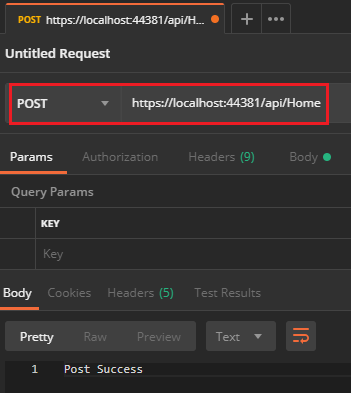 POST https://localhost:44381/api/H...
Untitled Request
POST https://localhost:44381/api/Home
Params Authorization Headers (9) Body
Query Params
KEY
Key
Body Cookies Headers (5) Test Results
Pretty Raw Preview Text
1 Post Success